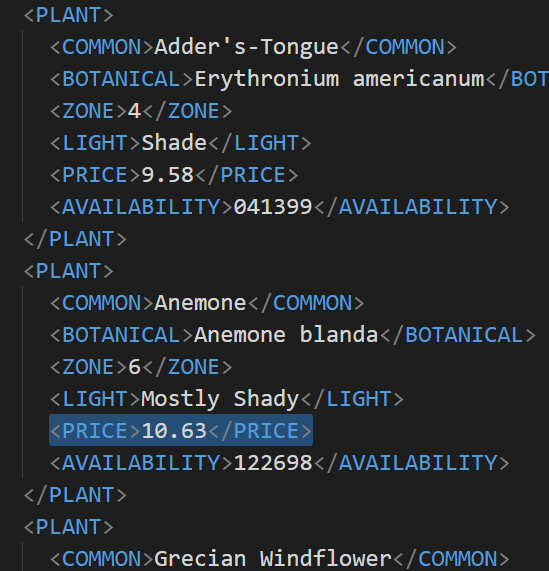 <PLANT>
<COMMON>Adder's-Tongue</COMMON>
<BOTANICAL>Erythronium americanum</BOT
<ZONE>4</ZONE>
<LIGHT>Shade</LIGHT>
<PRICE>9.58</PRICE>
<AVAILABILITY>041399</AVAILABILITY>
</PLANT>
<PLANT>
<COMMON>Anemone</COMMON>
<BOTANICAL>Anemone blanda</BOTANICAL>
<ZONE>6</ZONE>
<LIGHT>Mostly Shady</LIGHT>
<PRICE>10.63</PRICE>
<AVAILABILITY>122698</AVAILABILITY>
</PLANT>
<PLANT>
<COMMON>Grecian Windflower</COMMON>